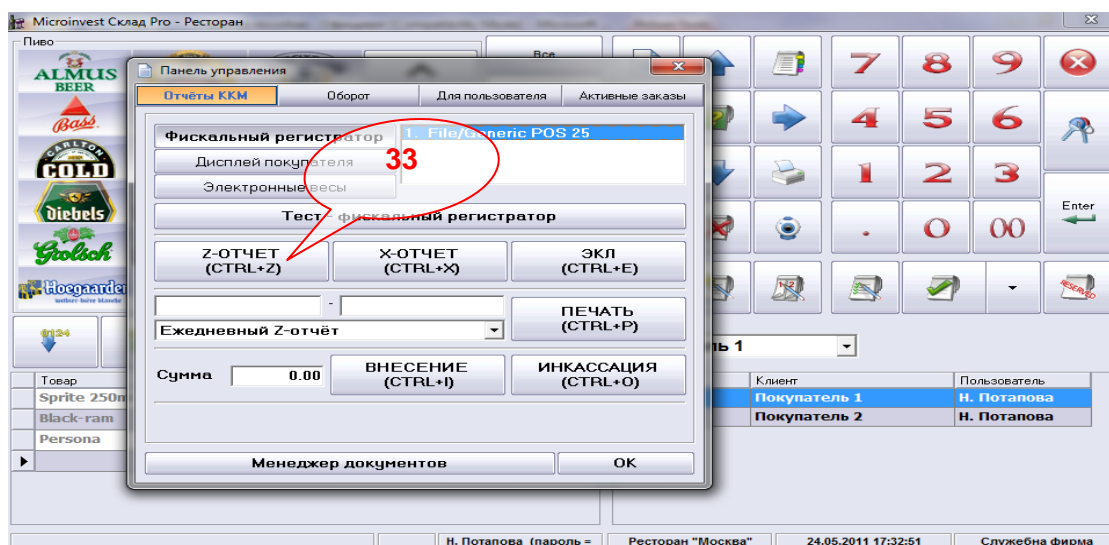 Microinvest Склад Pro - Ресторан
Пиво
ALMUS
BEER
Bass.
CARLTON
COLD
Diebels
Grolsch
Hoegaarden
Все
7 8 9
4 5 6
1 2 3
. 0 00
Enter
RESERVED
Панель управления
Отчёты ККМ
Оборот
Для пользователя
Активные заказы
Фискальный регистратор
1. File/Generic POS 25
Дисплей покупателя
33
Электронные весы
Тест - фискальный регистратор
Z-ОТЧЕТ
(CTRL+Z)
X-ОТЧЕТ
(CTRL+X)
ЭКЛ
(CTRL+E)
-
ПЕЧАТЬ
(CTRL+P)
Ежедневный Z-отчёт
Сумма 0.00
ВНЕСЕНИЕ
(CTRL+I)
ИНКАССАЦИЯ
(CTRL+O)
Менеджер документов
OK
ль 1
Товар
Sprite 250m
Black-ram
Persona
Клиент Пользователь
Покупатель 1 Н. Потапова
Покупатель 2 Н. Потапова
Н. Потапова (пароль = Ресторан "Москва" 24.05.2011 17:32:51 Служебна фирма